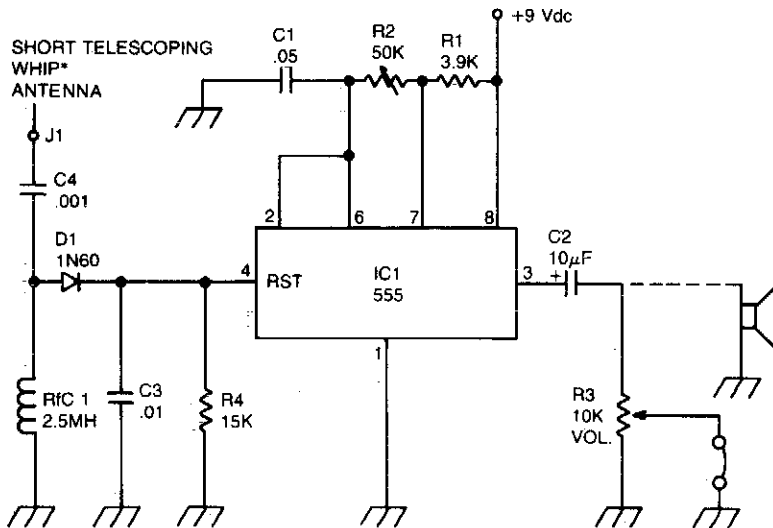 +9 Vdc
SHORT TELESCOPING
WHIP*
ANTENNA
J1
C4
.001
C1
.05
R2
50K
R1
3.9K
D1
1N60
2
6
7
8
4
RST
IC1
555
3
1
C2
10μF
+
RfC 1
2.5MH
C3
.01
R4
15K
R3
10K
VOL.